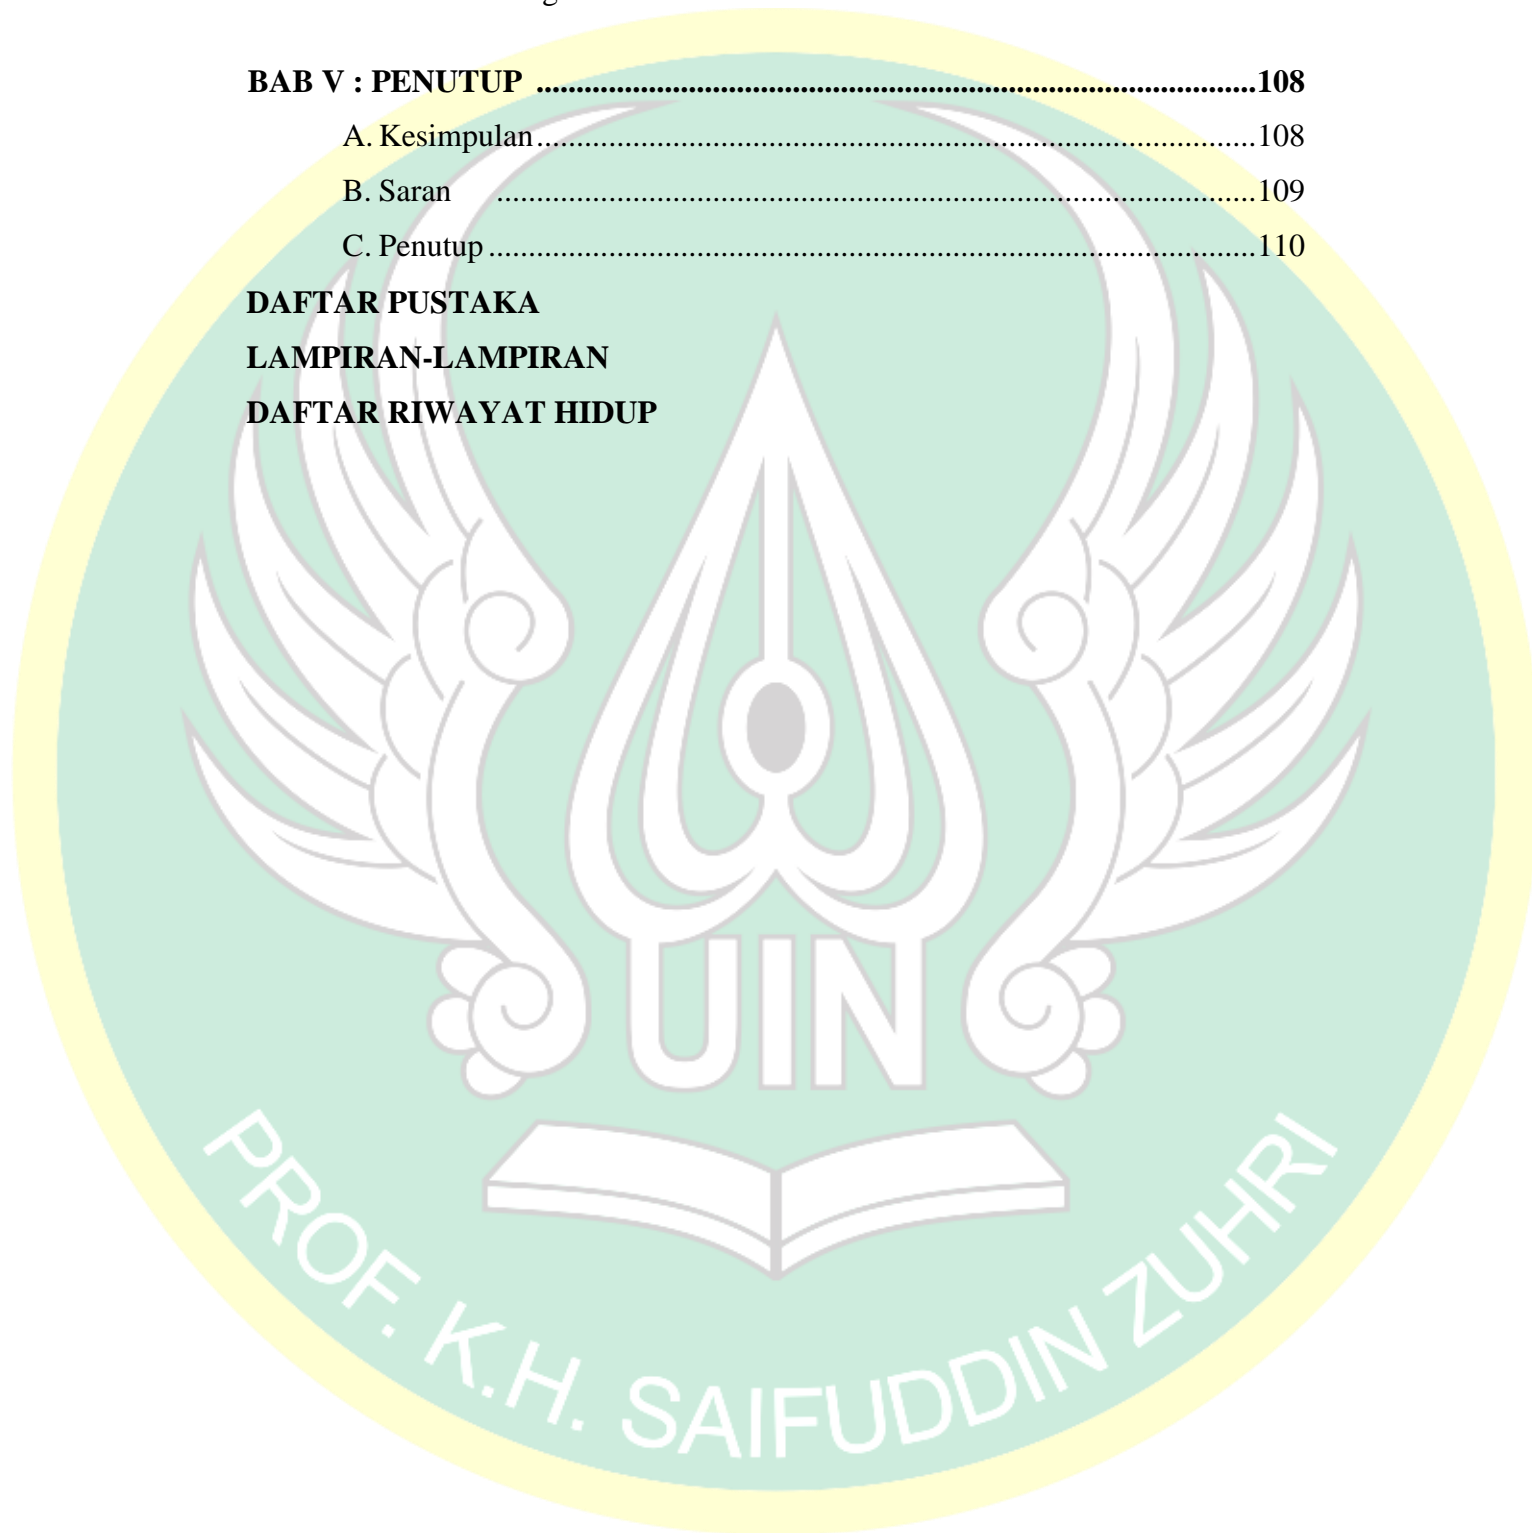 BAB V : PENUTUP ...........................................................................................108
A. Kesimpulan...........................................................................................108
B. Saran ................................................................................................109
C. Penutup.................................................................................................110
DAFTAR PUSTAKA
LAMPIRAN-LAMPIRAN
DAFTAR RIWAYAT HIDUP
UIN
PROF. K.H. SAIFUDDIN ZUHRI